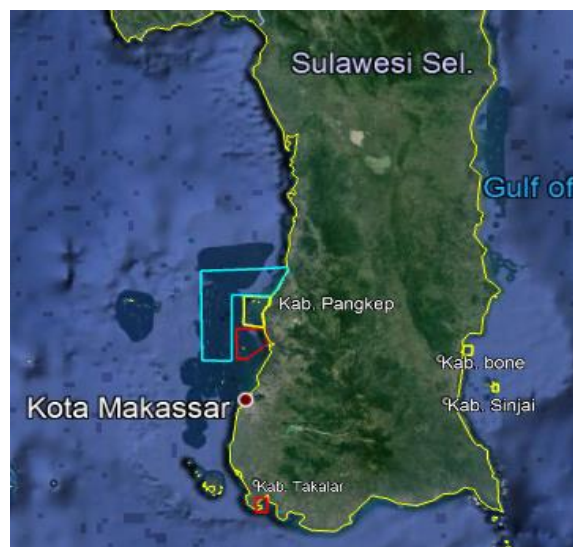 Sulawesi Sel.
Gulf of
Kab. Pangkep
Kab. bone
Kota Makassar
Kab. Sinjai
Kab. Takalar